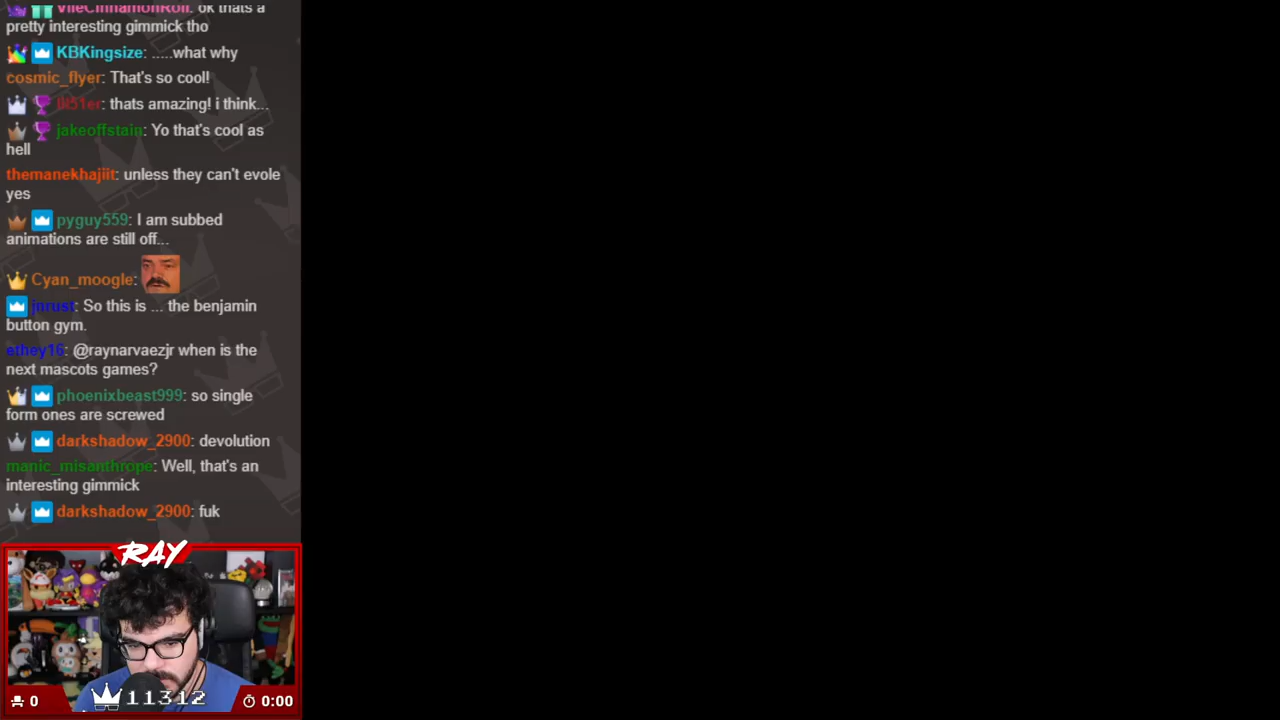 VileCinnamonRoll: ok thats a
pretty interesting gimmick tho
KBKingsize: .....what why
cosmic_flyer: That's so cool!
thats amazing! i think...
jakeoffstain: Yo that's cool as
hell
themanekhajiit: unless they can't evole
yes
pyguy559: I am subbed
animations are still off...
Cyan_moogle:
jnrust: So this is ... the benjamin
button gym.
ethey16: @raynarvaezjr when is the
next mascots games?
phoenixbeast999: so single
form ones are screwed
darkshadow_2900: devolution
manic_misanthrope: Well, that's an
interesting gimmick
darkshadow_2900: fuk
RAY
0
11312
0:00